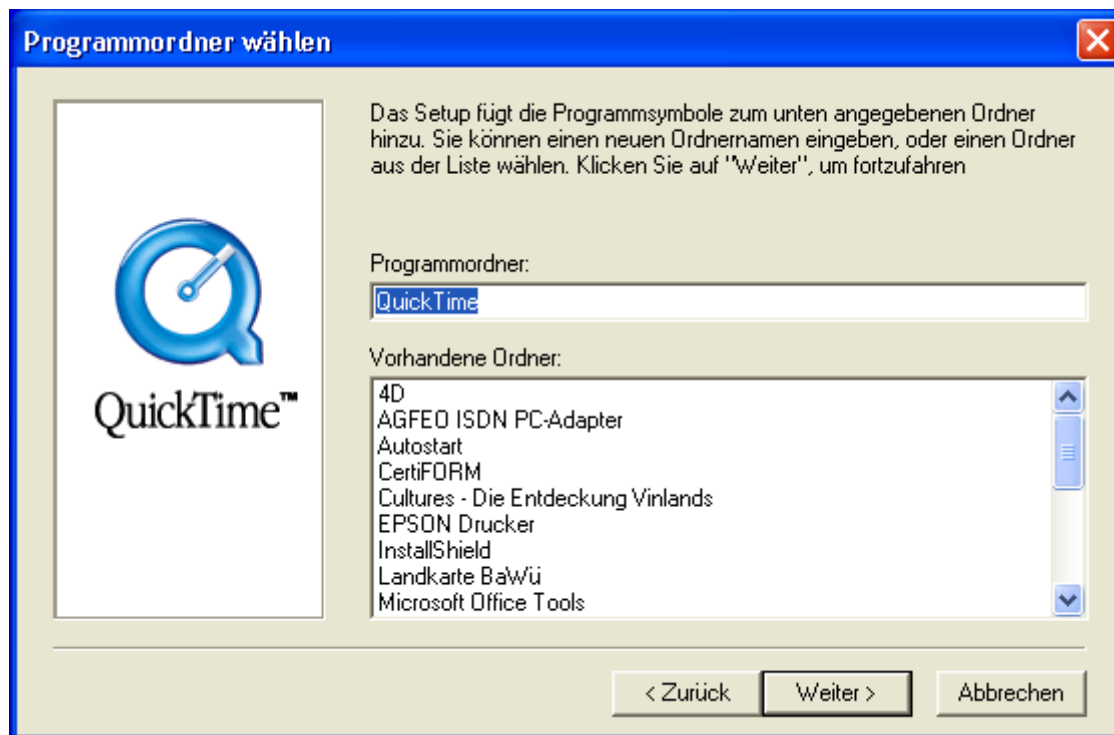 Programmordner wählen
Das Setup fügt die Programmsymbole zum unten angegebenen Ordner
hinzu. Sie können einen neuen Ordnernamen eingeben, oder einen Ordner
aus der Liste wählen. Klicken Sie auf "Weiter", um fortzufahren
QuickTime™
Programmordner:
QuickTime
Vorhandene Ordner:
4D
AGFEO ISDN PC-Adapter
Autostart
CertiFORM
Cultures - Die Entdeckung Vinlands
EPSON Drucker
InstallShield
Landkarte BaWü
Microsoft Office Tools
< Zurück
Weiter >
Abbrechen